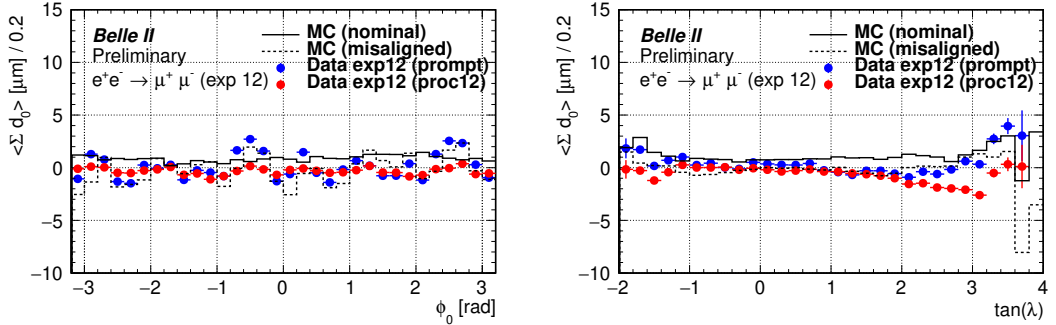 15
10
5
0
−5
−10
<Σ d0> [μm] / 0.2
Belle II
Preliminary
e+e− → μ+ μ− (exp 12)
MC (nominal)
MC (misaligned)
Data exp12 (prompt)
Data exp12 (proc12)
−3 −2 −1 0 1 2 3
ϕ0 [rad]
15
10
5
0
−5
−10
<Σ d0> [μm] / 0.2
Belle II
Preliminary
e+e− → μ+ μ− (exp 12)
MC (nominal)
MC (misaligned)
Data exp12 (prompt)
Data exp12 (proc12)
−2 −1 0 1 2 3 4
tan(λ)